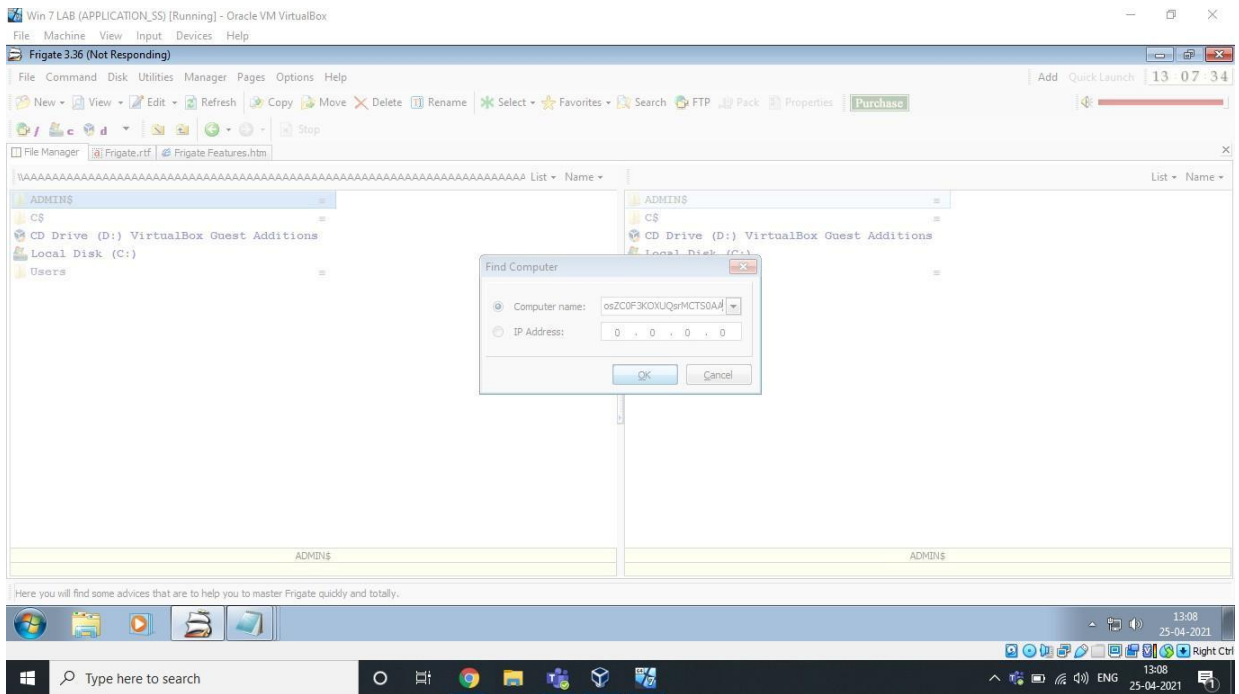 Win 7 LAB (APPLICATION_SS) [Running] - Oracle VM VirtualBox
File Machine View Input Devices Help
Frigate 3.36 (Not Responding)
File Command Disk Utilities Manager Pages Options Help Add Quick Launch 13 07 34
New View Edit Refresh Copy Move Delete Rename Select Favorites Search FTP Pack Properties Purchase
/ c d Stop
File Manager Frigate.rtf Frigate Features.htm
List Name List Name
ADMIN$ ADMIN$
C$ C$
CD Drive (D:) VirtualBox Guest Additions CD Drive (D:) VirtualBox Guest Additions
Local Disk (C:) Local Disk (C:)
Users
Find Computer
Computer name: osZC0F3KOXUQsrMCTS0AA
IP Address: 0 . 0 . 0 . 0
OK Cancel
ADMIN$ ADMIN$
Here you will find some advices that are to help you to master Frigate quickly and totally.
13:08
25-04-2021
Right Ctrl
Type here to search ENG 13:08
25-04-2021